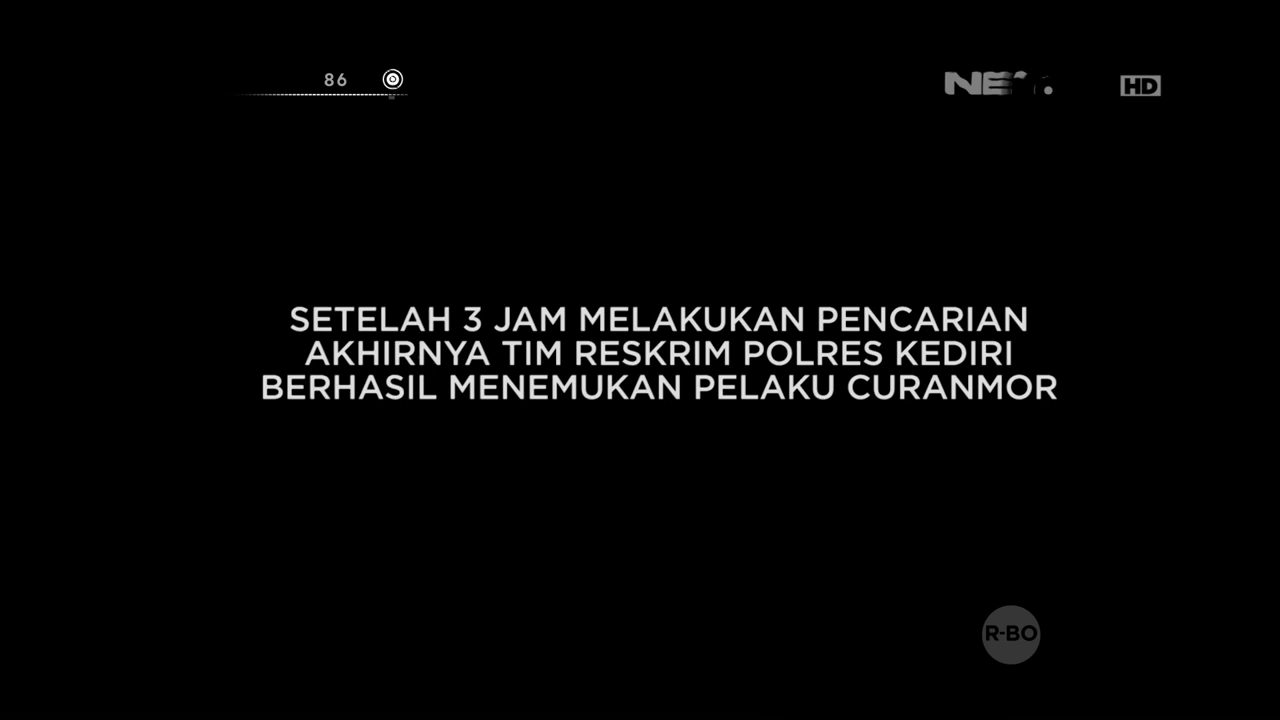 86
HD
SETELAH 3 JAM MELAKUKAN PENCARIAN
AKHIRNYA TIM RESKRIM POLRES KEDIRI
BERHASIL MENEMUKAN PELAKU CURANMOR
R-BO